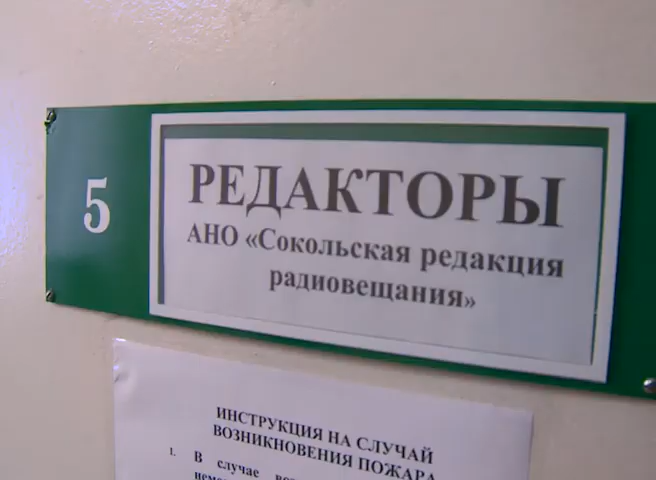 5
РЕДАКТОРЫ
АНО «Сокольская редакция
радиовещания»
ИНСТРУКЦИЯ НА СЛУЧАЙ
ВОЗНИКНОВЕНИЯ ПОЖАРА
1. В случае